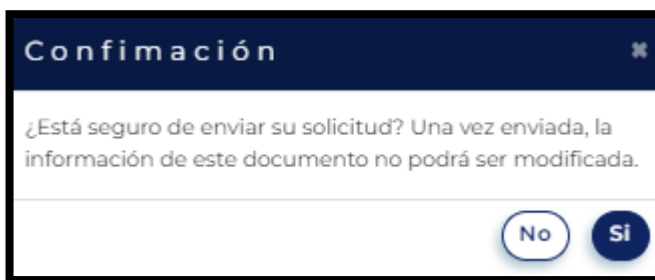 Confimación
¿Está seguro de enviar su solicitud? Una vez enviada, la
información de este documento no podrá ser modificada.
No
Si